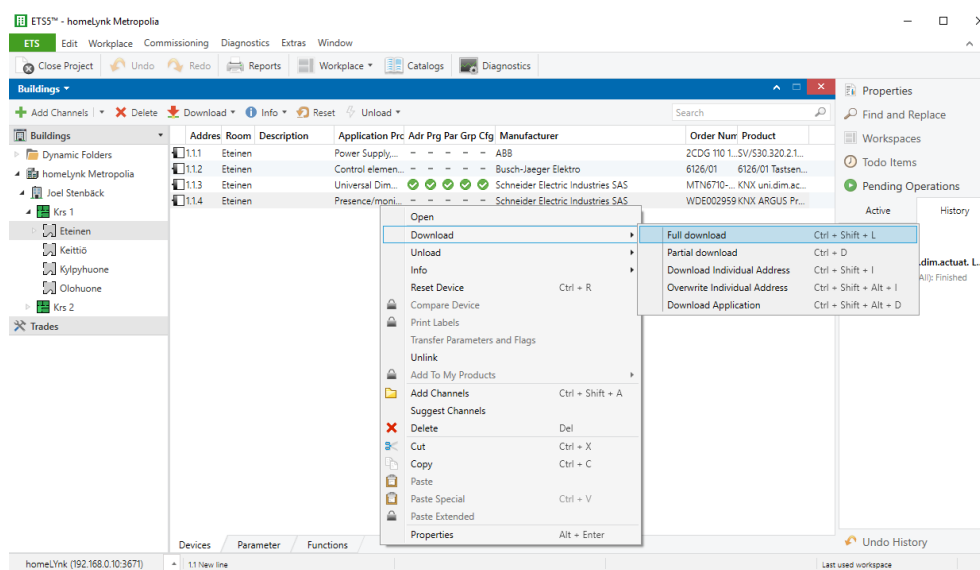 ETS5™ - homeLynk Metropolia
ETS Edit Workplace Commissioning Diagnostics Extras Window
Close Project Undo Redo Reports Workplace Catalogs Diagnostics
Buildings
Add Channels Delete Download Info Reset Unload Search
Buildings
Dynamic Folders
homeLynk Metropolia
Joel Stenbäck
Krs 1
Eteinen
Keittiö
Kylpyhuone
Olohuone
Krs 2
Trades
Addres Room Description Application Prc Adr Prg Par Grp Cfg Manufacturer Order Num Product
1.1.1 Eteinen Power Supply,... - - - - - ABB 2CDG 110 1... SV/S30.320.2.1...
1.1.2 Eteinen Control elemen... - - - - - Busch-Jaeger Elektro 6126/01 6126/01 Tastsen...
1.1.3 Eteinen Universal Dim... Schneider Electric Industries SAS MTN6710-... KNX uni.dim.ac...
1.1.4 Eteinen Presence/moni... - - - - - Schneider Electric Industries SAS WDE002959 KNX ARGUS Pr...
Open
Download
Unload
Info
Reset Device Ctrl + R
Compare Device
Print Labels
Transfer Parameters and Flags
Unlink
Add To My Products
Add Channels Ctrl + Shift + A
Suggest Channels
Delete Del
Cut Ctrl + X
Copy Ctrl + C
Paste
Paste Special Ctrl + V
Paste Extended
Properties Alt + Enter
Full download Ctrl + Shift + L
Partial download Ctrl + D
Download Individual Address Ctrl + Shift + I
Overwrite Individual Address Ctrl + Shift + Alt + I
Download Application Ctrl + Shift + Alt + D
Properties
Find and Replace
Workspaces
Todo Items
Pending Operations
Active History
.dim.actuat. L...
All): Finished
Undo History
Devices Parameter Functions
homeLYnk (192.168.0.10:3671) 1.1 New line Last used workspace